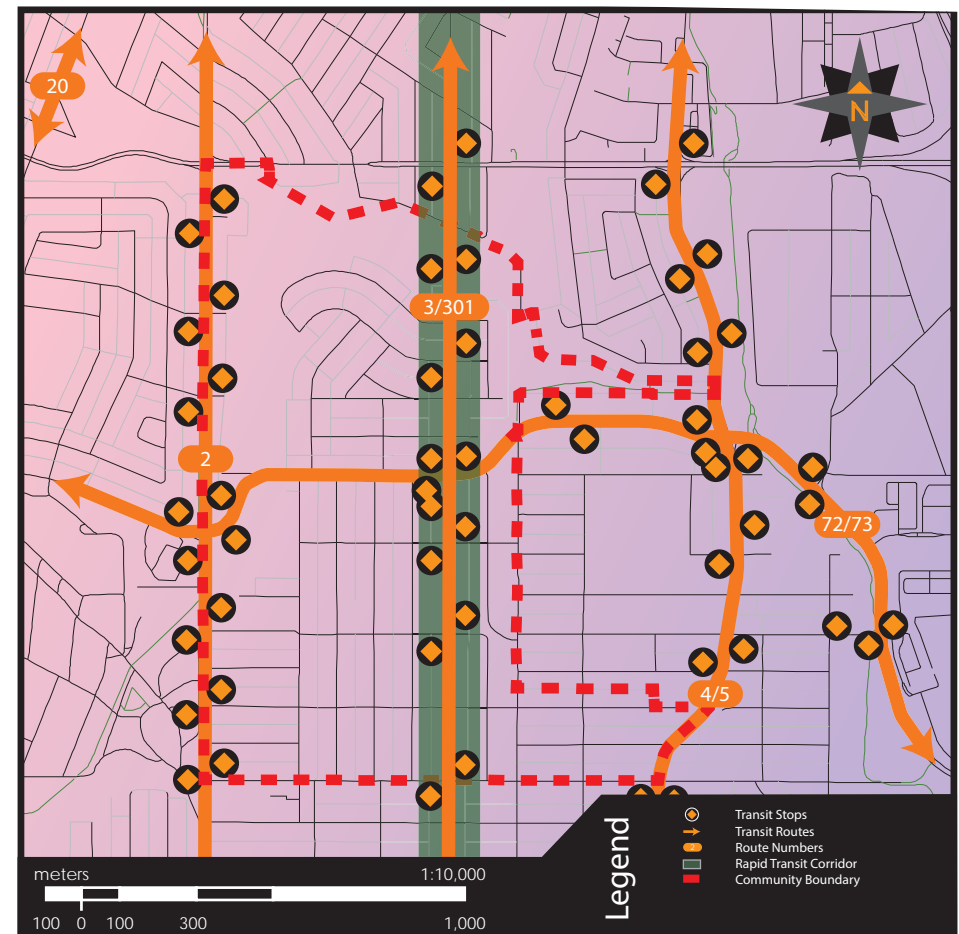 20
N
3/301
2
72/73
4/5
Legend
Transit Stops
Transit Routes
2 Route Numbers
Rapid Transit Corridor
Community Boundary
meters 1:10,000
100 0 100 300 1,000